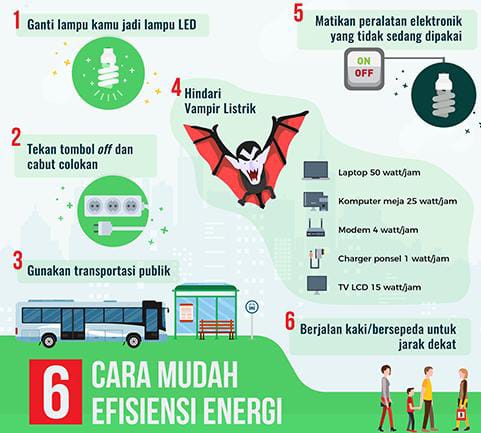 1 Ganti lampu kamu jadi lampu LED
2 Tekan tombol off dan
cabut colokan
3 Gunakan transportasi publik
4 Hindari
Vampir Listrik
Laptop 50 watt/jam
Komputer meja 25 watt/jam
Modem 4 watt/jam
Charger ponsel 1 watt/jam
TV LCD 15 watt/jam
5 Matikan peralatan elektronik
yang tidak sedang dipakai
ON
OFF
6 Berjalan kaki/bersepeda untuk
jarak dekat
6 CARA MUDAH
EFISIENSI ENERGI